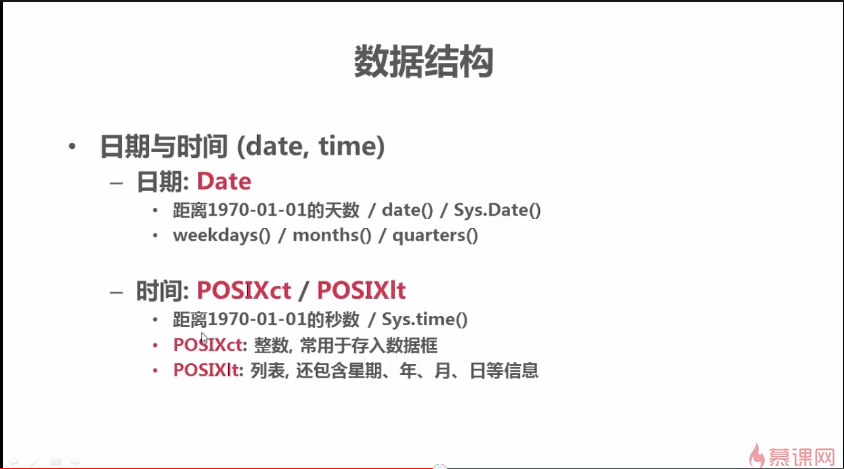 数据结构
• 日期与时间 (date, time)
– 日期: Date
• 距离1970-01-01的天数 / date() / Sys.Date()
• weekdays() / months() / quarters()
– 时间: POSIXct / POSIXlt
• 距离1970-01-01的秒数 / Sys.time()
• POSIXct: 整数, 常用于存入数据框
• POSIXlt: 列表, 还包含星期、年、月、日等信息
慕课网